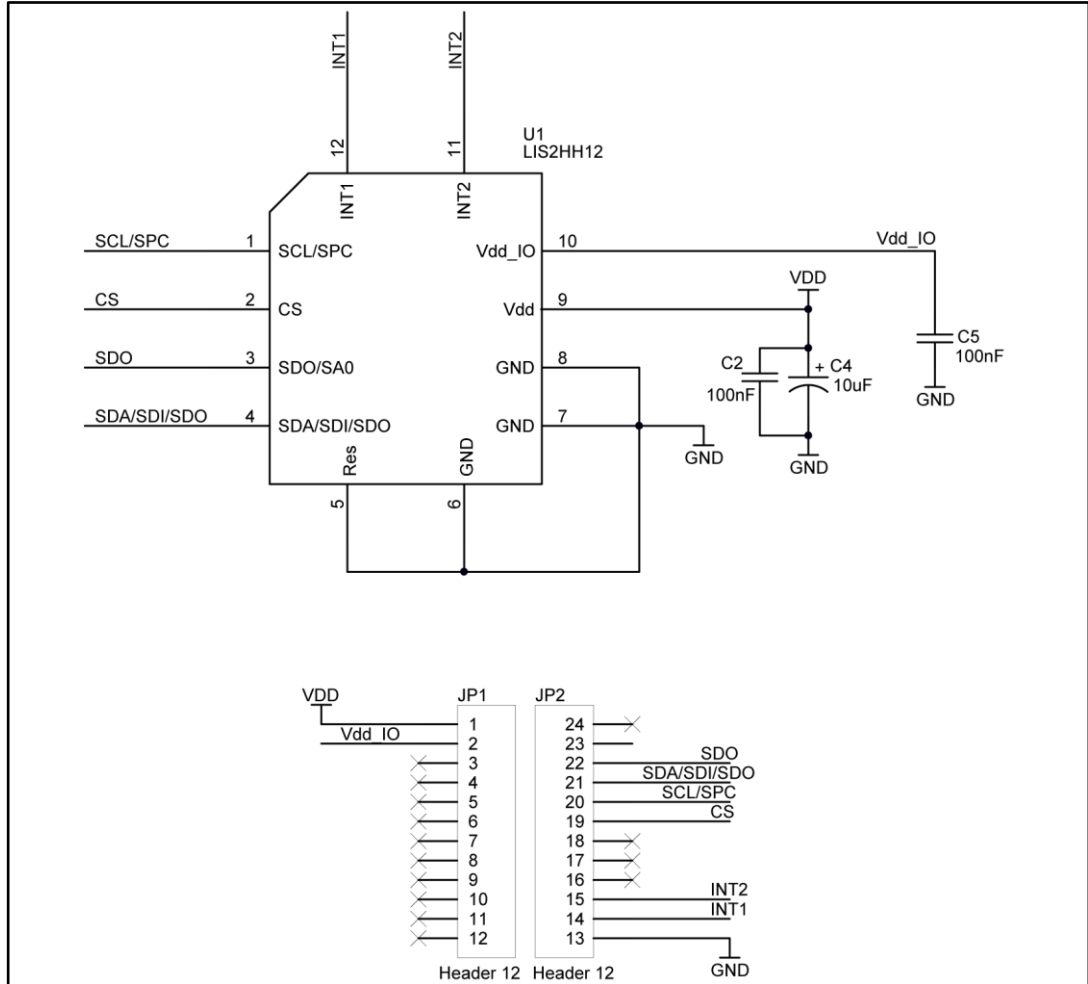 INT1
INT2
12
11
U1
LIS2HH12
INT1
INT2
SCL/SPC 1 SCL/SPC
Vdd_IO 10 Vdd_IO
CS 2 CS
Vdd 9 VDD
SDO 3 SDO/SA0
GND 8
SDA/SDI/SDO 4 SDA/SDI/SDO
GND 7
GND
C2
100nF
+ C4
10uF
GND
C5
100nF
GND
Res
GND
5
6
VDD
Vdd_IO
JP1
1
2
3
4
5
6
7
8
9
10
11
12
Header 12
JP2
24
23
22 SDO
21 SDA/SDI/SDO
20 SCL/SPC
19 CS
18
17
16
15 INT2
14 INT1
13
GND
Header 12